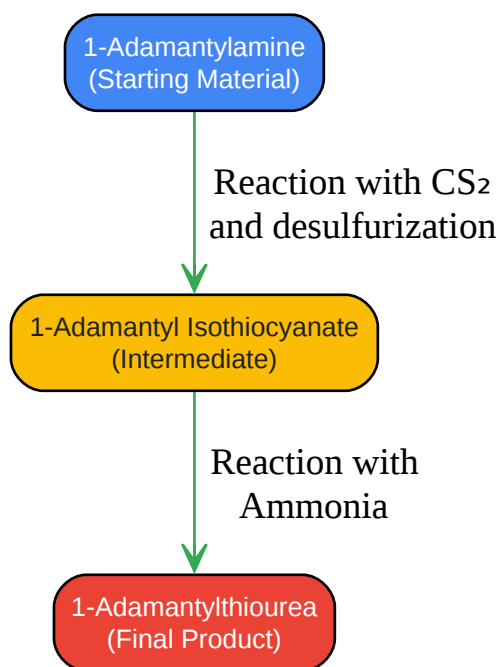 1-Adamantylamine
(Starting Material)
Reaction with CS₂
and desulfurization
1-Adamantyl Isothiocyanate
(Intermediate)
Reaction with
Ammonia
1-Adamantylthiourea
(Final Product)